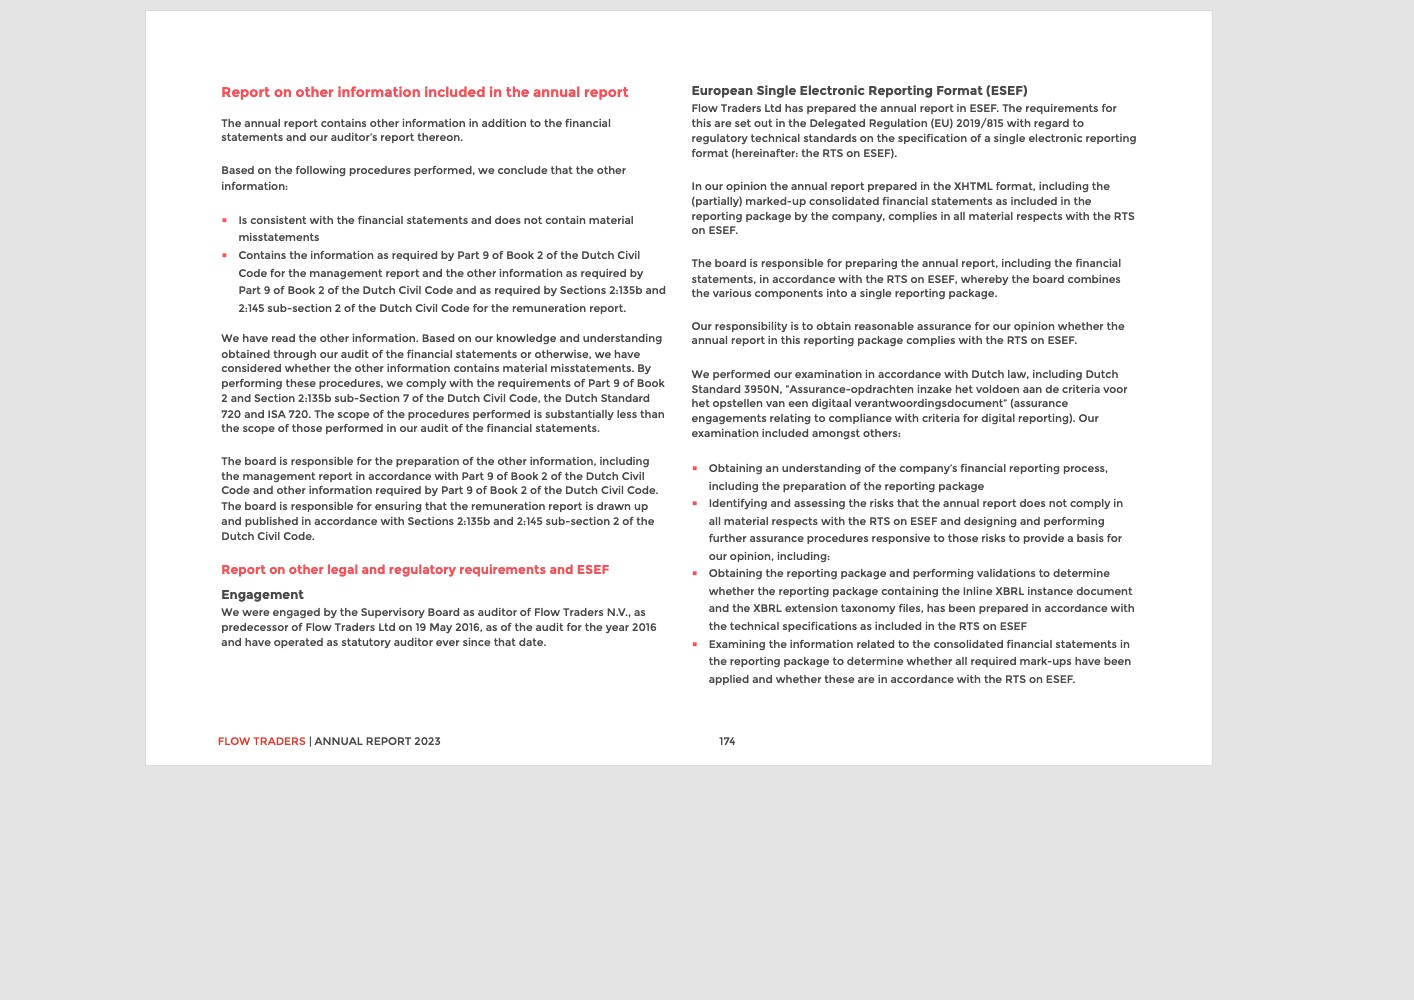 Report on other information included in the annual report
The annual report contains other information in addition to the financial
statements and our auditor's report thereon.
Based on the following procedures performed, we conclude that the other
information:
▪ Is consistent with the financial statements and does not contain material
misstatements
▪ Contains the information as required by Part 9 of Book 2 of the Dutch Civil
Code for the management report and the other information as required by
Part 9 of Book 2 of the Dutch Civil Code and as required by Sections 2:135b and
2:145 sub-section 2 of the Dutch Civil Code for the remuneration report.
We have read the other information. Based on our knowledge and understanding
obtained through our audit of the financial statements or otherwise, we have
considered whether the other information contains material misstatements. By
performing these procedures, we comply with the requirements of Part 9 of Book
2 and Section 2:135b sub-Section 7 of the Dutch Civil Code, the Dutch Standard
720 and ISA 720. The scope of the procedures performed is substantially less than
the scope of those performed in our audit of the financial statements.
The board is responsible for the preparation of the other information, including
the management report in accordance with Part 9 of Book 2 of the Dutch Civil
Code and other information required by Part 9 of Book 2 of the Dutch Civil Code.
The board is responsible for ensuring that the remuneration report is drawn up
and published in accordance with Sections 2:135b and 2:145 sub-section 2 of the
Dutch Civil Code.
Report on other legal and regulatory requirements and ESEF
Engagement
We were engaged by the Supervisory Board as auditor of Flow Traders N.V., as
predecessor of Flow Traders Ltd on 19 May 2016, as of the audit for the year 2016
and have operated as statutory auditor ever since that date.
European Single Electronic Reporting Format (ESEF)
Flow Traders Ltd has prepared the annual report in ESEF. The requirements for
this are set out in the Delegated Regulation (EU) 2019/815 with regard to
regulatory technical standards on the specification of a single electronic reporting
format (hereinafter: the RTS on ESEF).
In our opinion the annual report prepared in the XHTML format, including the
(partially) marked-up consolidated financial statements as included in the
reporting package by the company, complies in all material respects with the RTS
on ESEF.
The board is responsible for preparing the annual report, including the financial
statements, in accordance with the RTS on ESEF, whereby the board combines
the various components into a single reporting package.
Our responsibility is to obtain reasonable assurance for our opinion whether the
annual report in this reporting package complies with the RTS on ESEF.
We performed our examination in accordance with Dutch law, including Dutch
Standard 3950N, "Assurance-opdrachten inzake het voldoen aan de criteria voor
het opstellen van een digitaal verantwoordingsdocument" (assurance
engagements relating to compliance with criteria for digital reporting). Our
examination included amongst others:
▪ Obtaining an understanding of the company's financial reporting process,
including the preparation of the reporting package
▪ Identifying and assessing the risks that the annual report does not comply in
all material respects with the RTS on ESEF and designing and performing
further assurance procedures responsive to those risks to provide a basis for
our opinion, including:
▪ Obtaining the reporting package and performing validations to determine
whether the reporting package containing the Inline XBRL instance document
and the XBRL extension taxonomy files, has been prepared in accordance with
the technical specifications as included in the RTS on ESEF
▪ Examining the information related to the consolidated financial statements in
the reporting package to determine whether all required mark-ups have been
applied and whether these are in accordance with the RTS on ESEF.
FLOW TRADERS | ANNUAL REPORT 2023
174